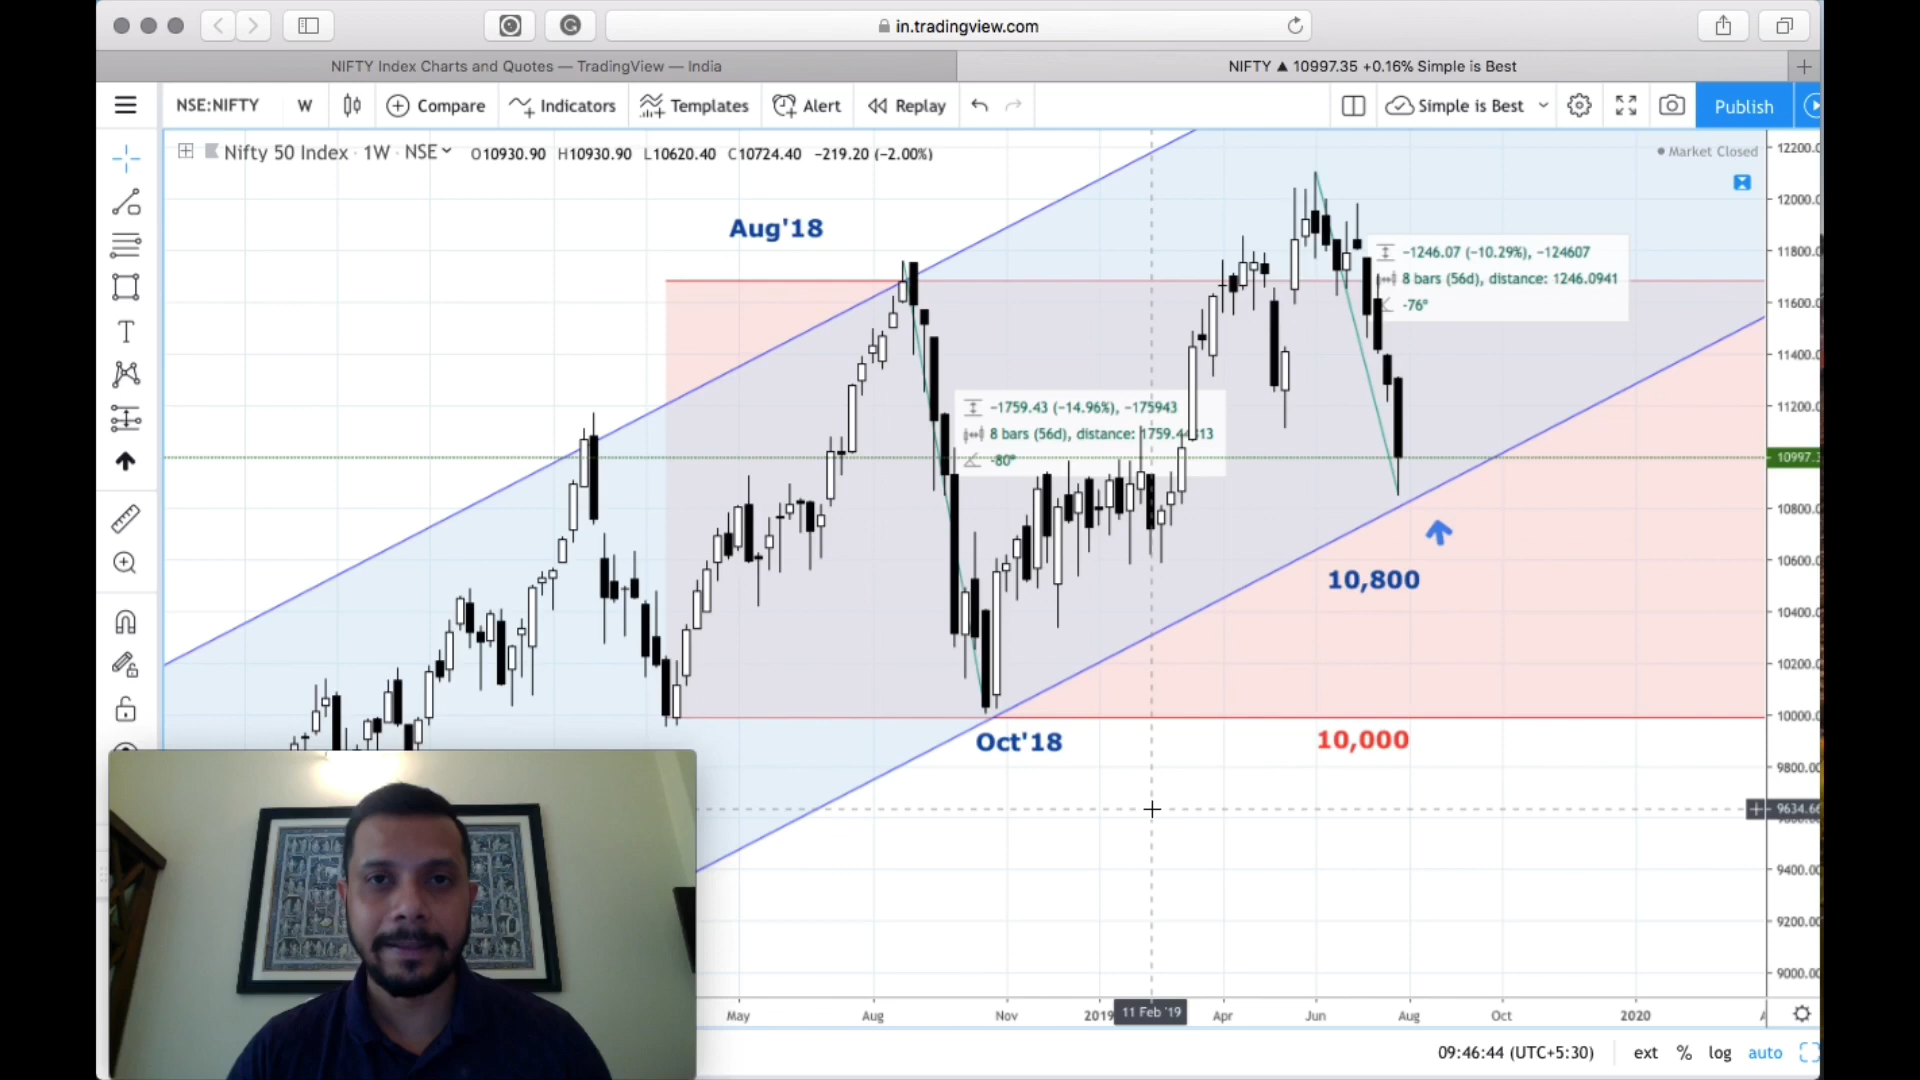 in.tradingview.com
NIFTY Index Charts and Quotes — TradingView — India
NIFTY ▲ 10997.35 +0.16% Simple is Best
NSE:NIFTY W Compare Indicators Templates Alert Replay Simple is Best Publish
Nifty 50 Index · 1W · NSE O10930.90 H10930.90 L10620.40 C10724.40 -219.20 (-2.00%)
Market Closed
12200.0
12000.0
Aug'18
11800.0
-1246.07 (-10.29%), -124607
8 bars (56d), distance: 1246.0941
-76°
11600.0
11400.0
11200.0
-1759.43 (-14.96%), -175943
8 bars (56d), distance:
-80°
10997.3
10800.0
10600.0
10,800
10400.0
10200.0
10000.0
Oct'18
10,000
9800.00
9634.66
9400.00
9200.00
9000.00
May Aug Nov 2019 11 Feb '19 Apr Jun Aug Oct 2020
09:46:44 (UTC+5:30) ext % log auto